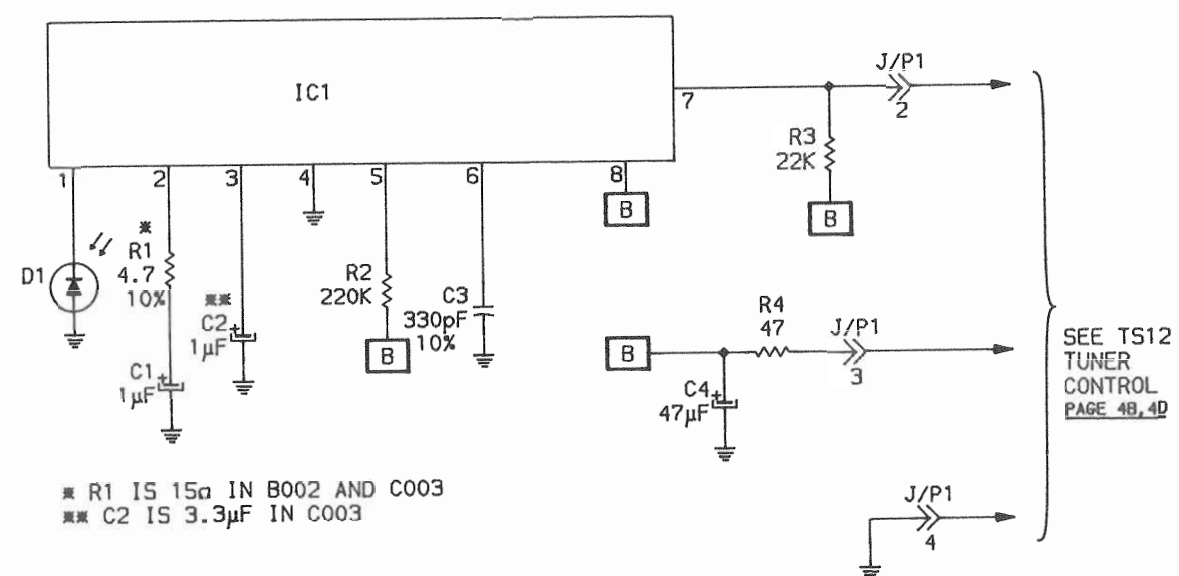 IC1
7
J/P1
2
R3
22K
B
1
2
3
4
5
6
8
B
D1
※
R1
4.7
10%
※※
C2
1µF
C1
1µF
R2
220K
B
C3
330pF
10%
B
R4
47
J/P1
3
C4
47µF
SEE TS12
TUNER
CONTROL
PAGE 4B,4D
J/P1
4
※ R1 IS 15Ω IN B002 AND C003
※※ C2 IS 3.3µF IN C003